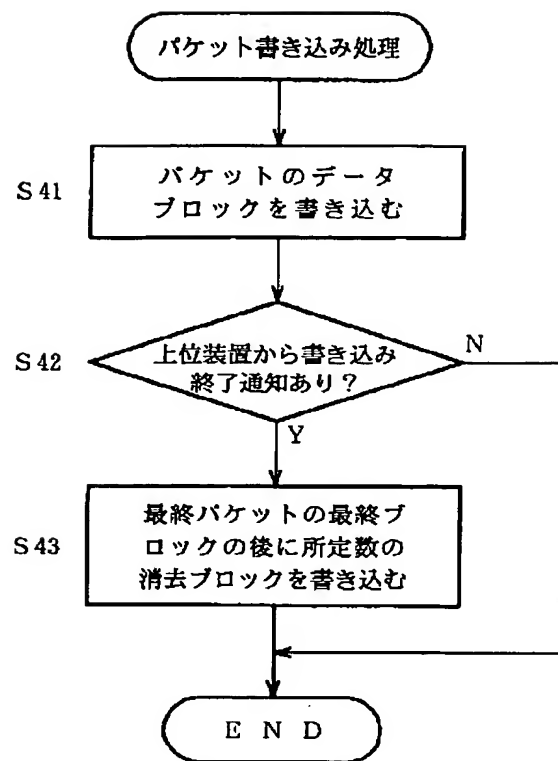 パケット書き込み処理
S41
パケットのデータ
ブロックを書き込む
S42
上位装置から書き込み
終了通知あり?
N
Y
S43
最終パケットの最終ブ
ロックの後に所定数の
消去ブロックを書き込む
E N D